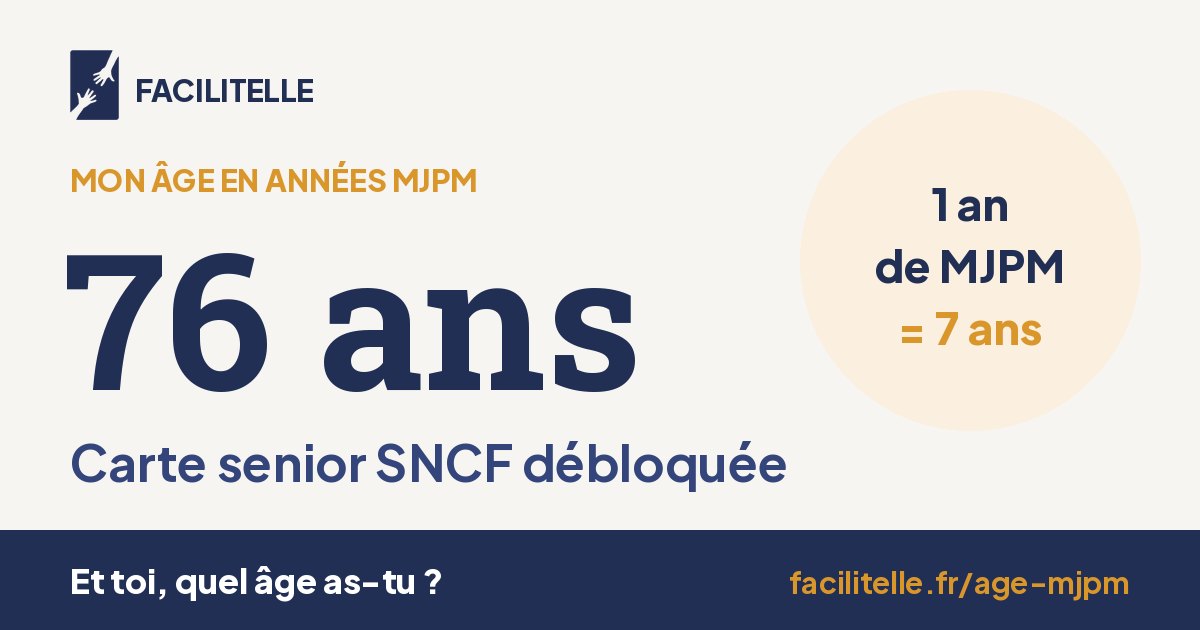 FACILITELLE
MON ÂGE EN ANNÉES MJPM
76 ans
Carte senior SNCF débloquée
1 an
de MJPM
= 7 ans
Et toi, quel âge as-tu ?
facilitelle.fr/age-mjpm